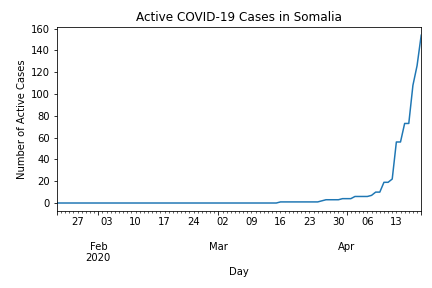 Active COVID-19 Cases in Somalia
160
140
120
100
80
60
40
20
0
Number of Active Cases
27 03 10 17 24 02 09 16 23 30 06 13
Feb Mar Apr
2020
Day